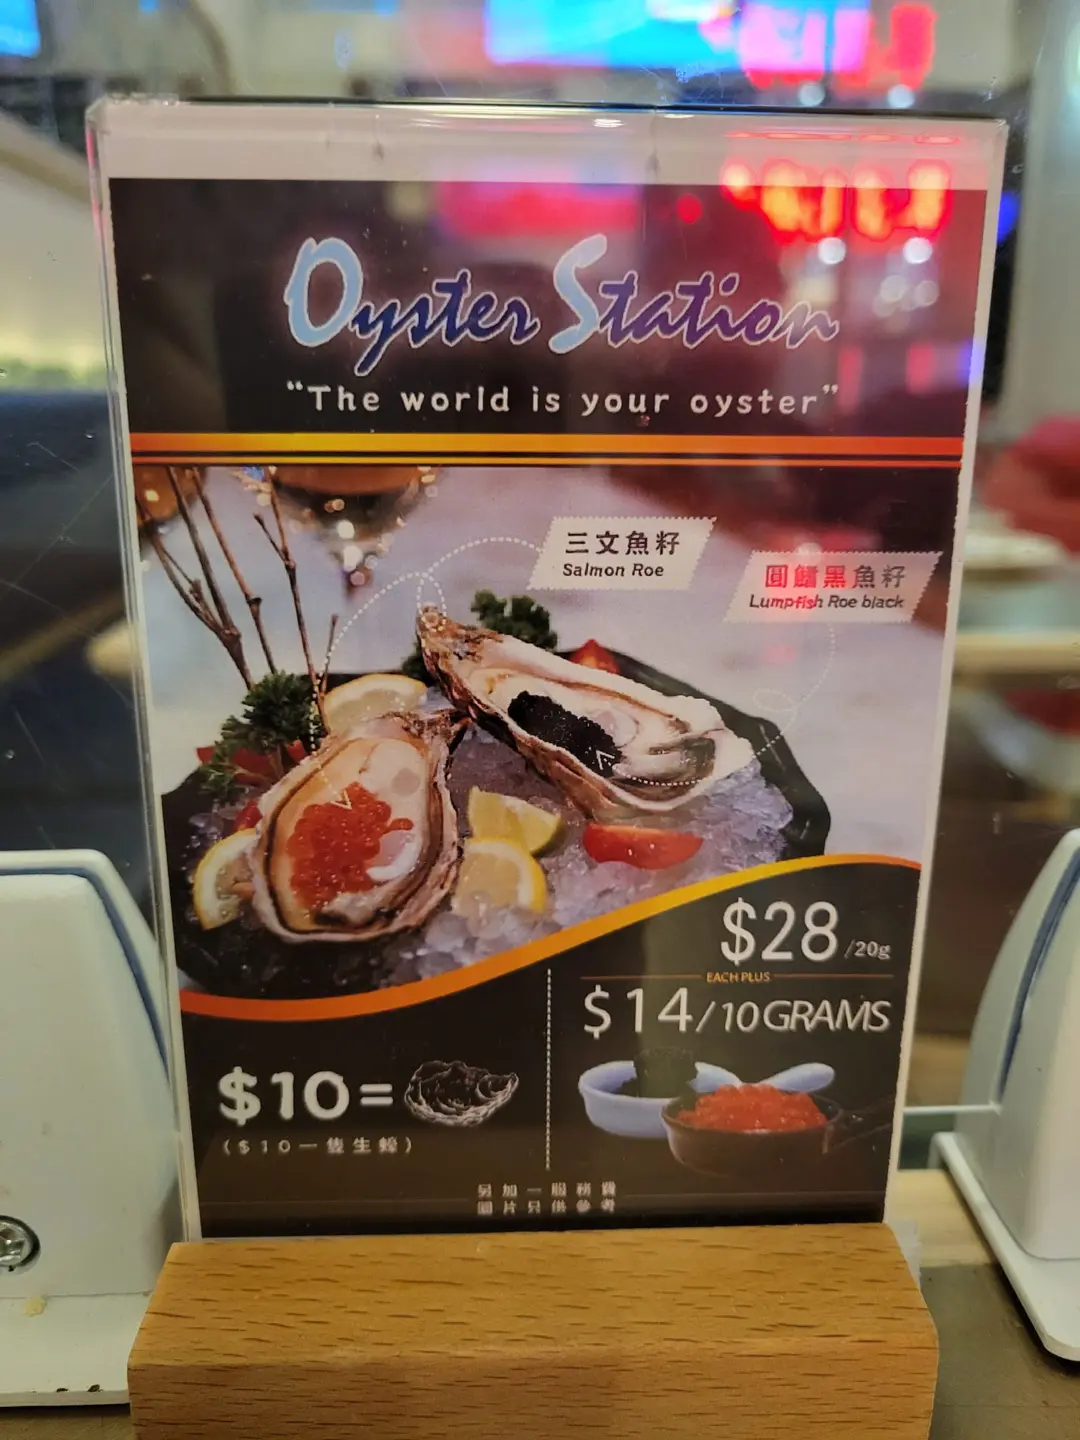 Oyster Station
“The world is your oyster”
三文魚籽
Salmon Roe
圓鱈黑魚籽
Lumpfish Roe black
$28 /20g
EACH PLUS
$14/10GRAMS
$10=
($10一隻生蠔)
另加一服務費
圖片只供參考